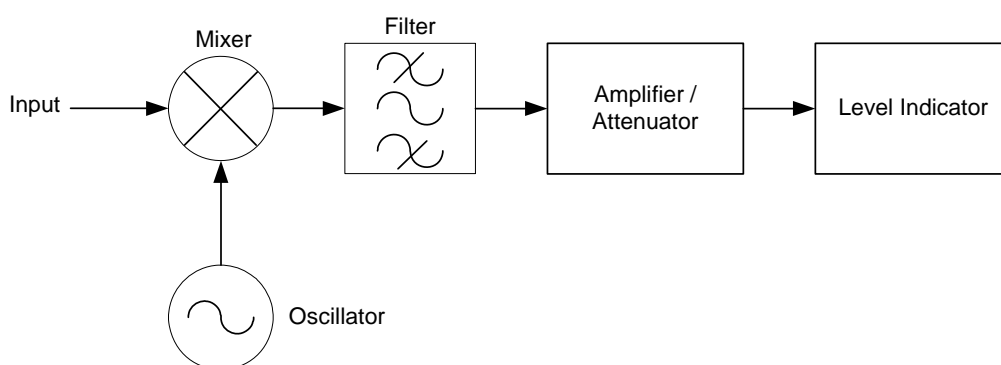 Mixer
Filter
Input
Amplifier /
Attenuator
Level Indicator
Oscillator